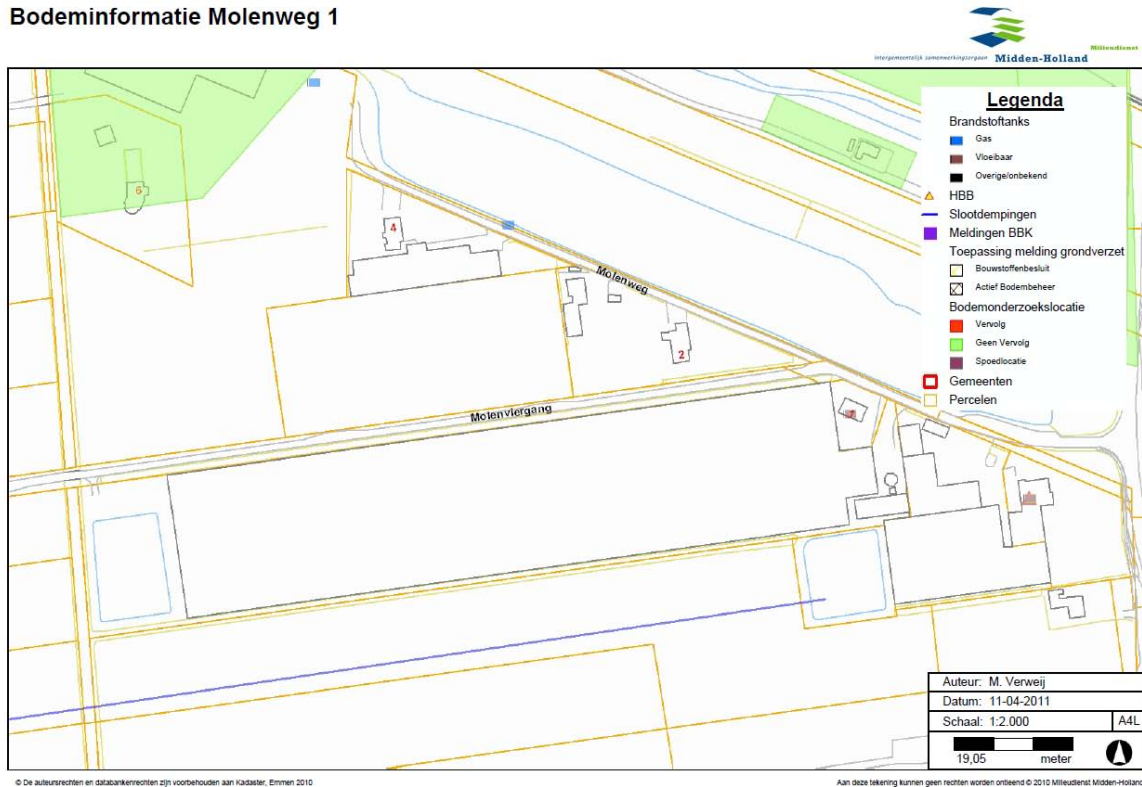 Bodeminformatie Molenweg 1
Milieudienst
intergemeentelijk samenwerkingsorgaan Midden-Holland
Legenda
Brandstoftanks
Gas
Vloeibaar
Overige/onbekend
HBB
Slootdempingen
Meldingen BBK
Toepassing melding grondverzet
Bouwstoffenbesluit
Actief Bodembeheer
Bodemonderzoekslocatie
Vervolg
Geen Vervolg
Spoedlocatie
Gemeenten
Percelen
6
4
Molenweg
2
Molenviergang
Auteur: M. Verweij
Datum: 11-04-2011
Schaal: 1:2.000 A4L
19,05 meter
© De auteursrechten en databankenrechten zijn voorbehouden aan Kadaster, Emmen 2010
Aan deze tekening kunnen geen rechten worden ontleend © 2010 Milieudienst Midden-Holland